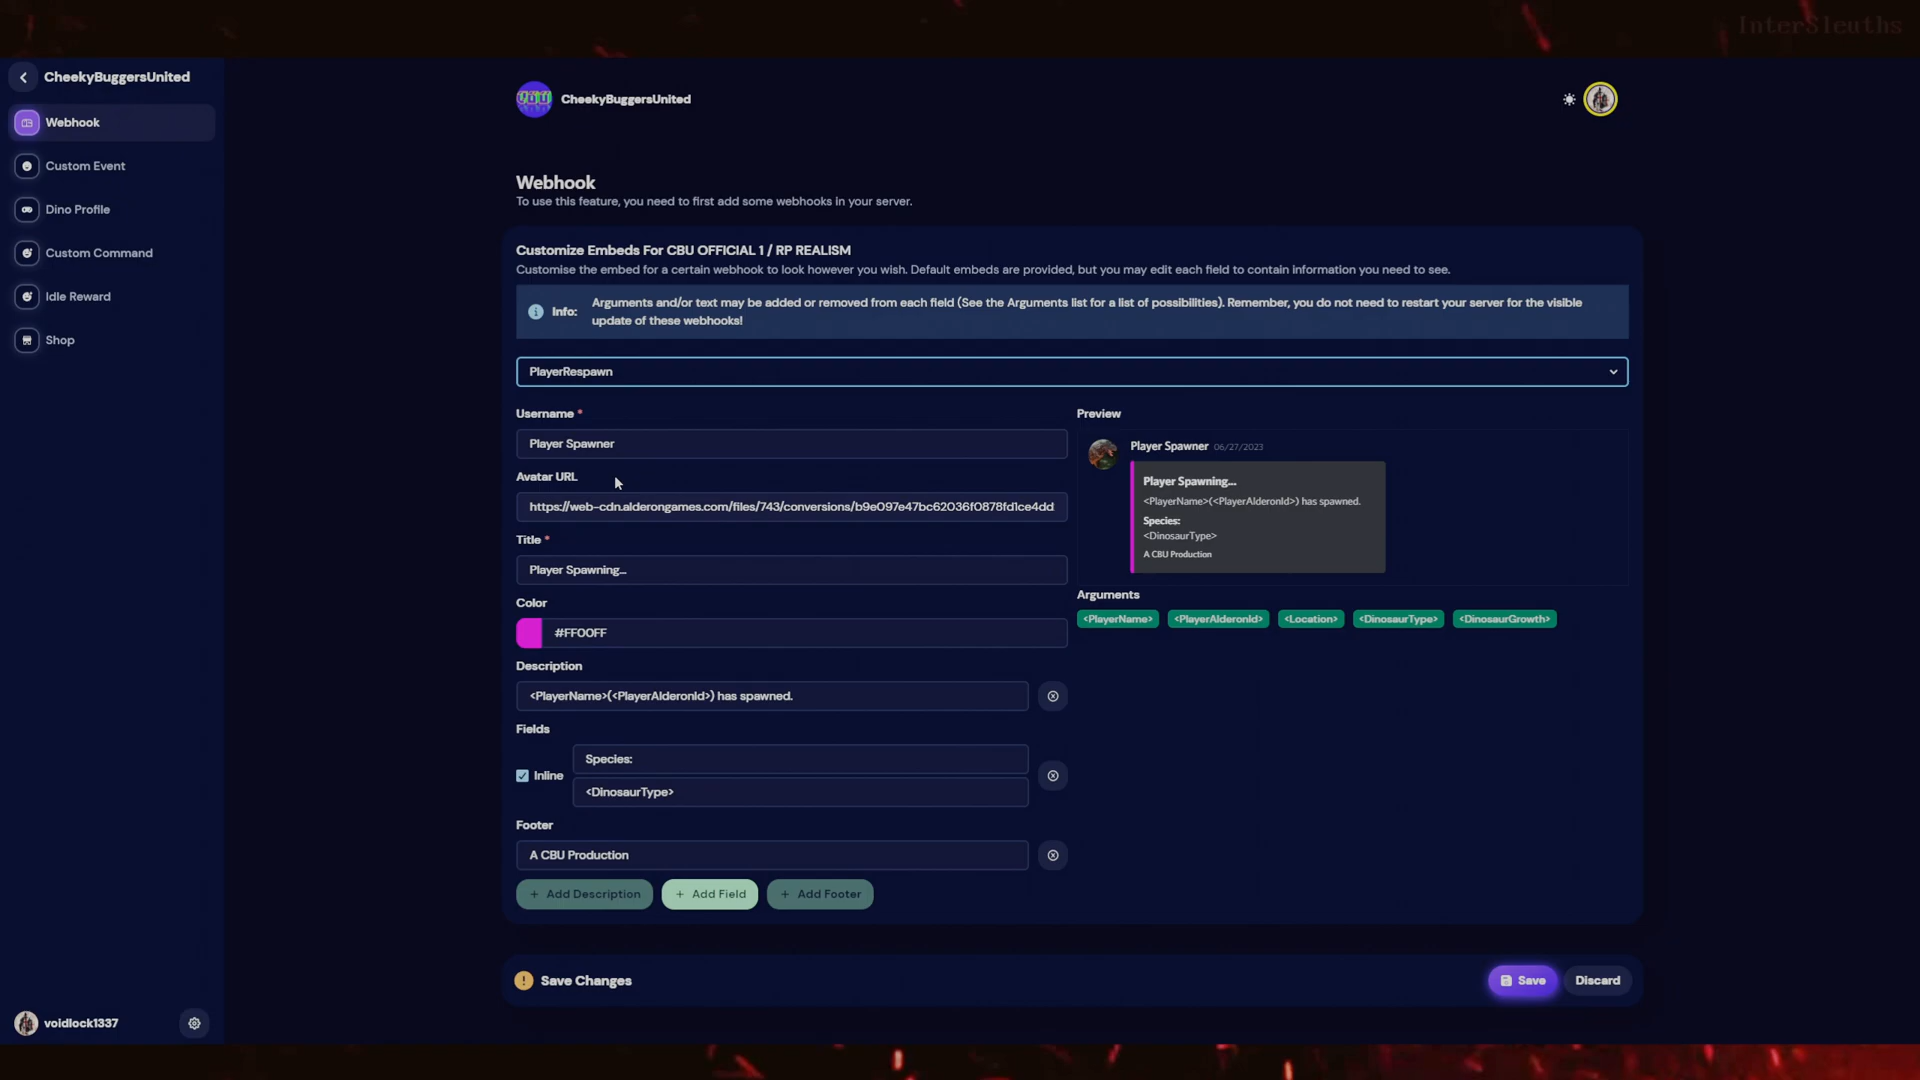 InterSleuths
CheekyBuggersUnited
Webhook
Custom Event
Dino Profile
Custom Command
Idle Reward
Shop
voidlock1337
CBU
CheekyBuggersUnited
Webhook
To use this feature, you need to first add some webhooks in your server.
Customize Embeds For CBU OFFICIAL 1 / RP REALISM
Customise the embed for a certain webhook to look however you wish. Default embeds are provided, but you may edit each field to contain information you need to see.
Info:
Arguments and/or text may be added or removed from each field (See the Arguments list for a list of possibilities). Remember, you do not need to restart your server for the visible
update of these webhooks!
PlayerRespawn
Username *
Player Spawner
Avatar URL
https://web-cdn.alderongames.com/files/743/conversions/b9e097e47bc62036f0878fd1ce4dd
Title *
Player Spawning...
Color
#FF00FF
Description
<PlayerName>(<PlayerAlderonId>) has spawned.
Fields
Inline
Species:
<DinosaurType>
Footer
A CBU Production
+ Add Description
+ Add Field
+ Add Footer
Preview
Player Spawner 06/27/2023
Player Spawning...
<PlayerName>(<PlayerAlderonId>) has spawned.
Species:
<DinosaurType>
A CBU Production
Arguments
<PlayerName> <PlayerAlderonId> <Location> <DinosaurType> <DinosaurGrowth>
Save Changes
Save
Discard